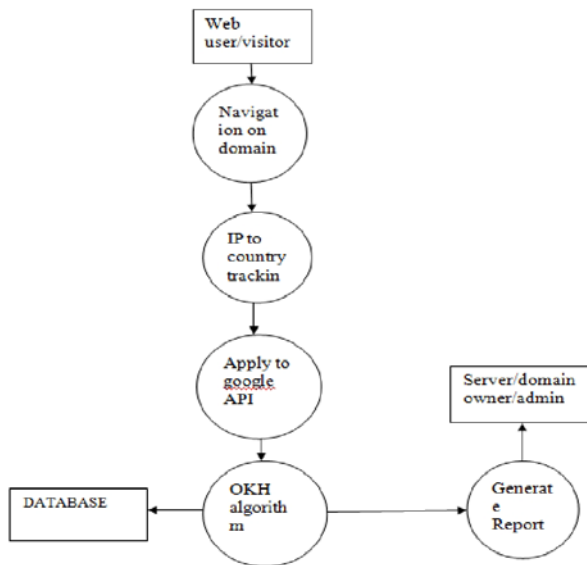 Web
user/visitor
Navigat
ion on
domain
IP to
country
trackin
Apply to
google
API
Server/domain
owner/admin
DATABASE
OKH
algorith
m
Generat
e
Report